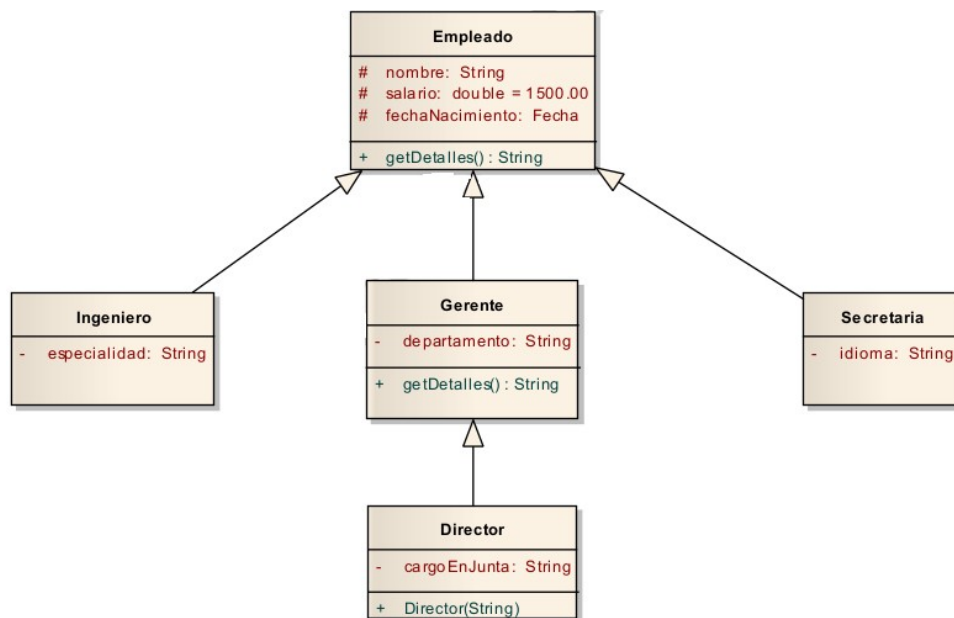 Empleado
# nombre: String
# salario: double = 1500.00
# fechaNacimiento: Fecha
+ getDetalles() : String
Ingeniero
- especialidad: String
Gerente
- departamento: String
+ getDetalles() : String
Secretaria
- idioma: String
Director
- cargoEnJunta: String
+ Director(String)